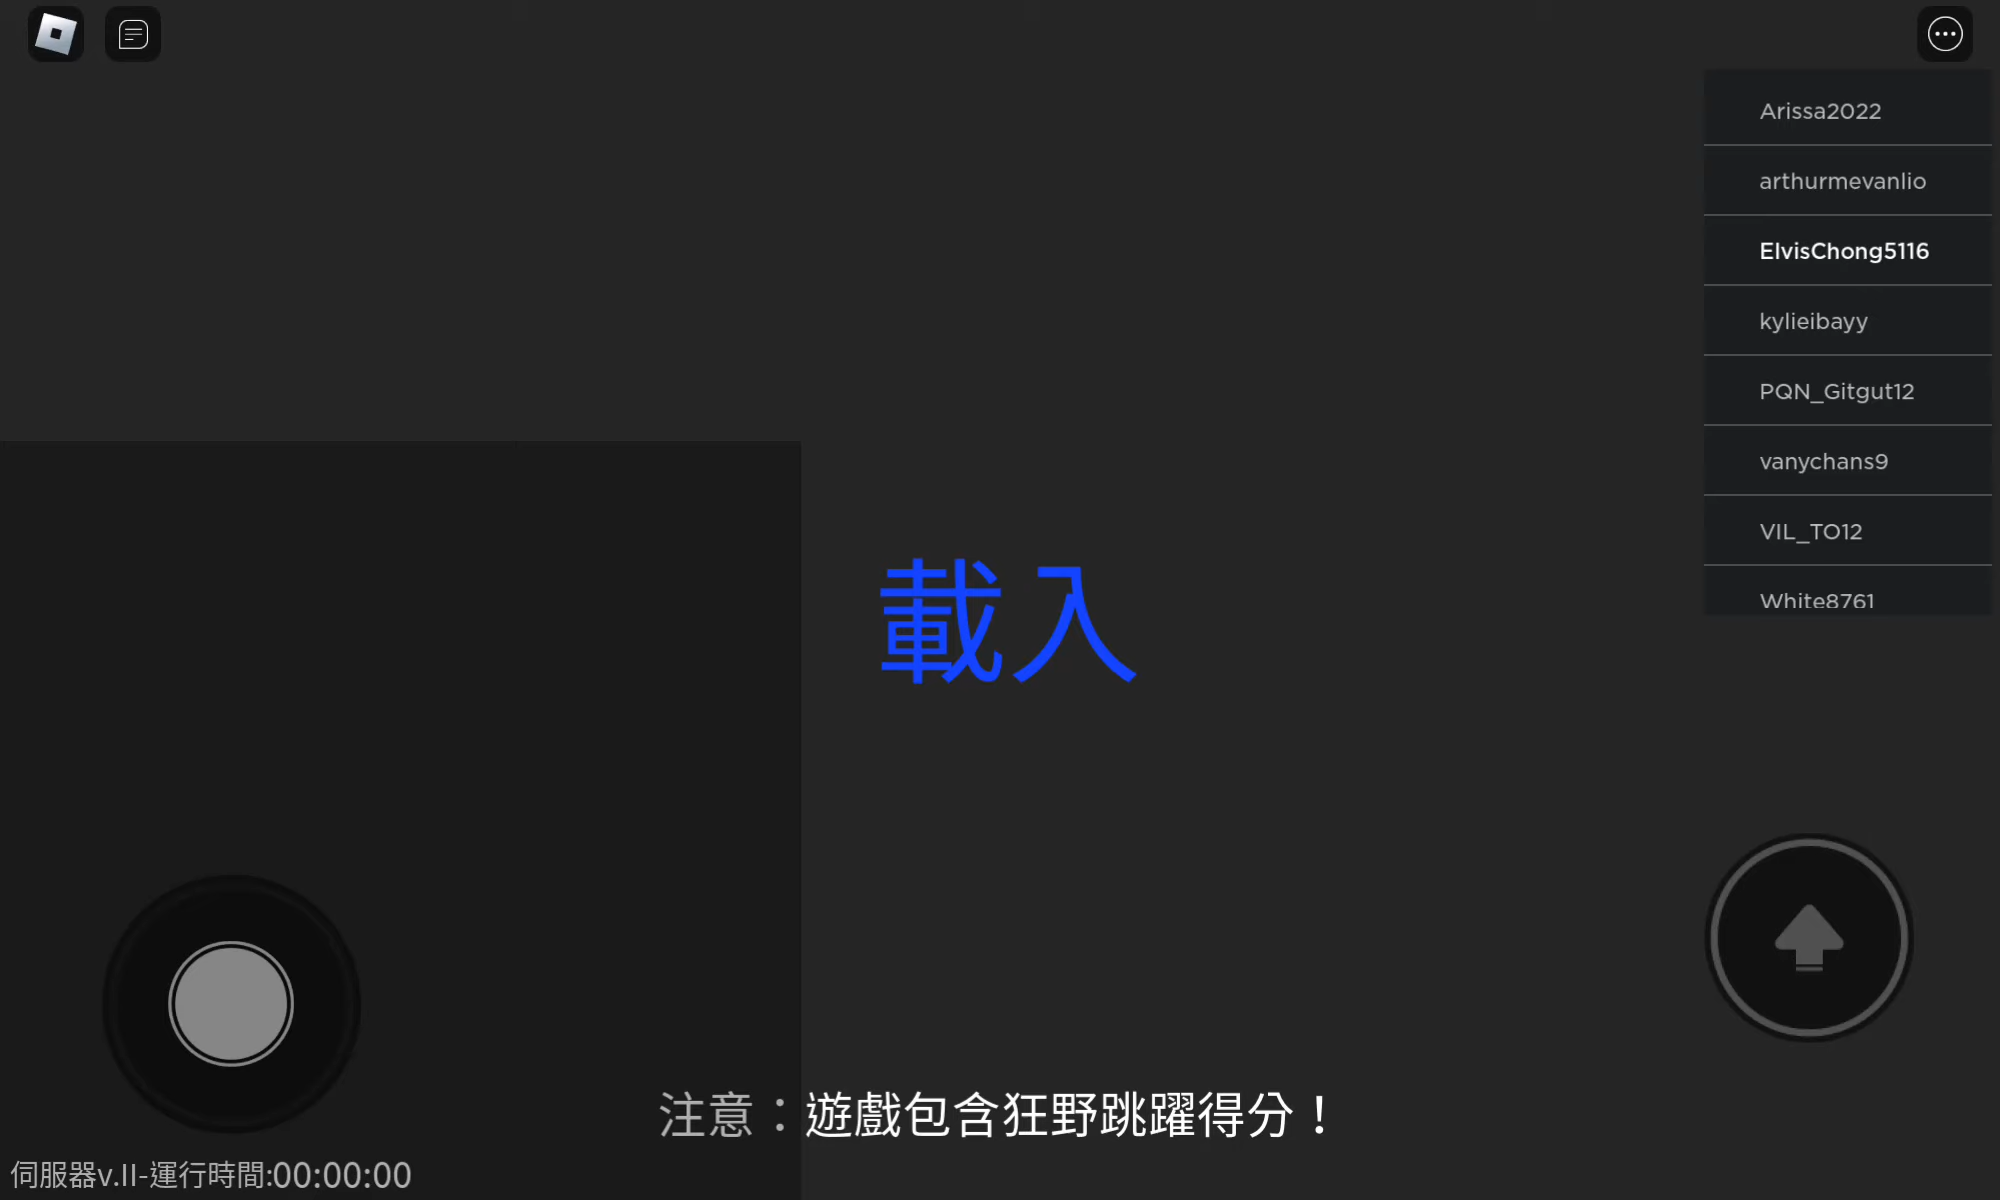 Arissa2022
arthurmevanlio
ElvisChong5116
kylieibayy
PQN_Gitgut12
vanychans9
VIL_TO12
White8761
載入
注意：遊戲包含狂野跳躍得分！
伺服器v.II-運行時間:00:00:00